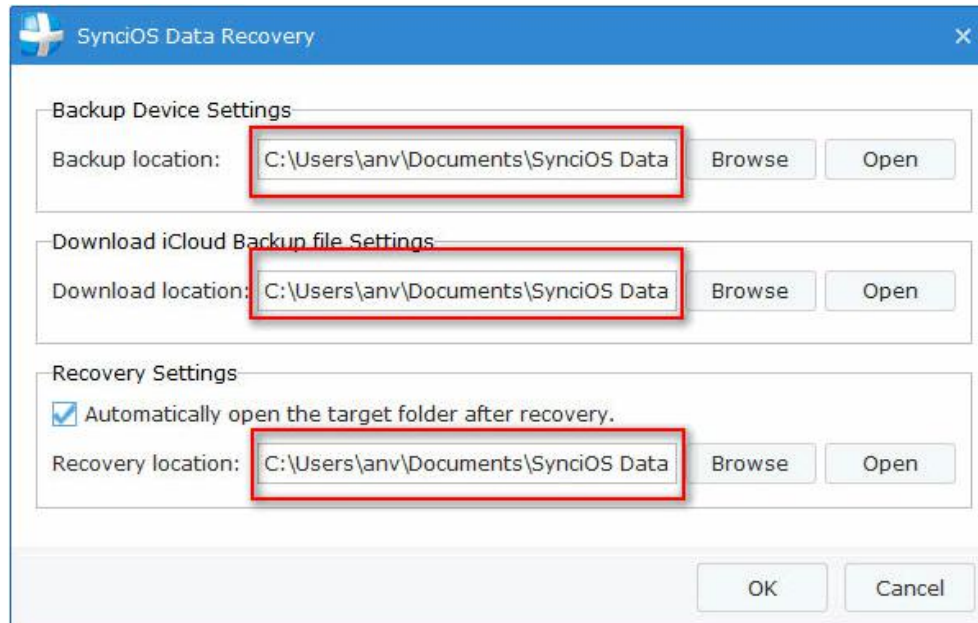 SynciOS Data Recovery
Backup Device Settings
Backup location: C:\Users\anv\Documents\SynciOS Data Browse Open
Download iCloud Backup file Settings
Download location: C:\Users\anv\Documents\SynciOS Data Browse Open
Recovery Settings
Automatically open the target folder after recovery.
Recovery location: C:\Users\anv\Documents\SynciOS Data Browse Open
OK Cancel